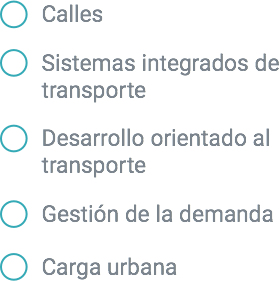 Calles
Sistemas integrados de
transporte
Desarrollo orientado al
transporte
Gestión de la demanda
Carga urbana